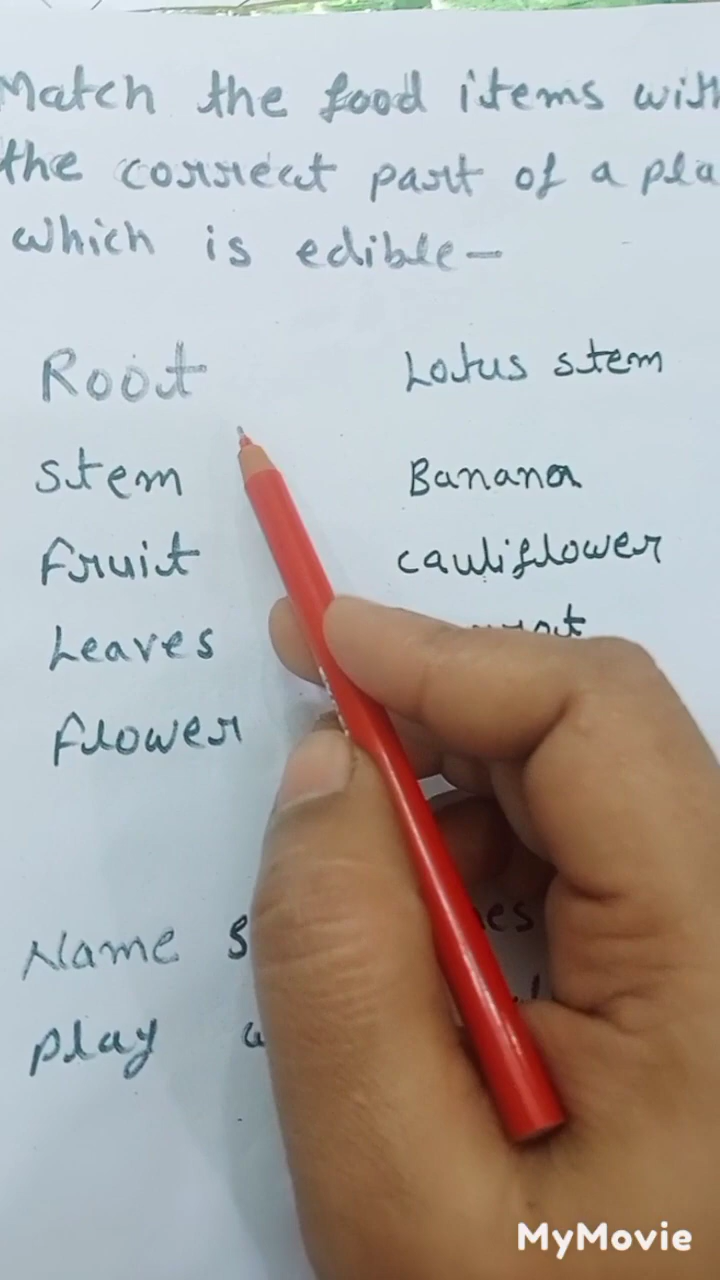 Match the food items with
the correct part of a pla
which is edible—
Root Lotus stem
Stem Banana
Fruit cauliflower
Leaves
Flower
Name
play
MyMovie